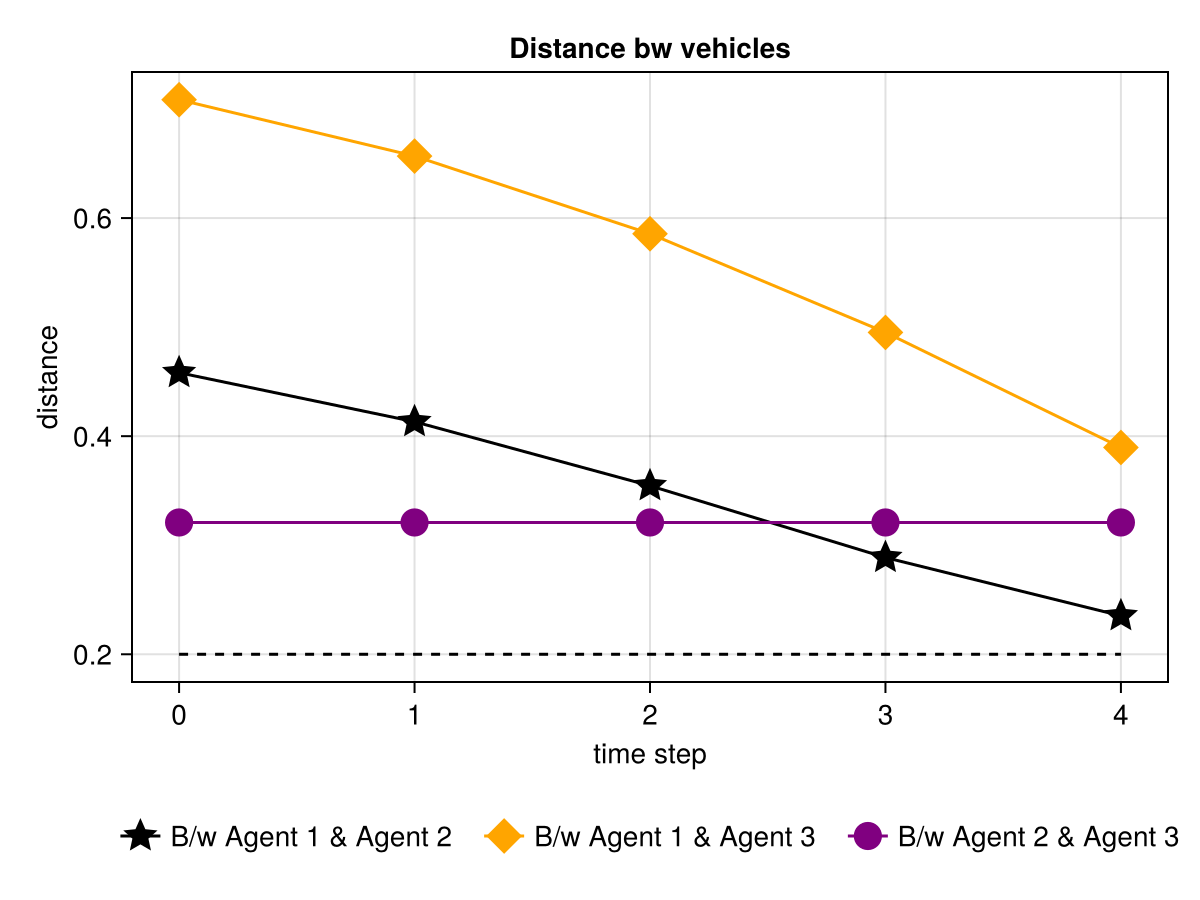 Distance bw vehicles
0.6
0.4
0.2
distance
0 1 2 3 4
time step
B/w Agent 1 & Agent 2 B/w Agent 1 & Agent 3 B/w Agent 2 & Agent 3